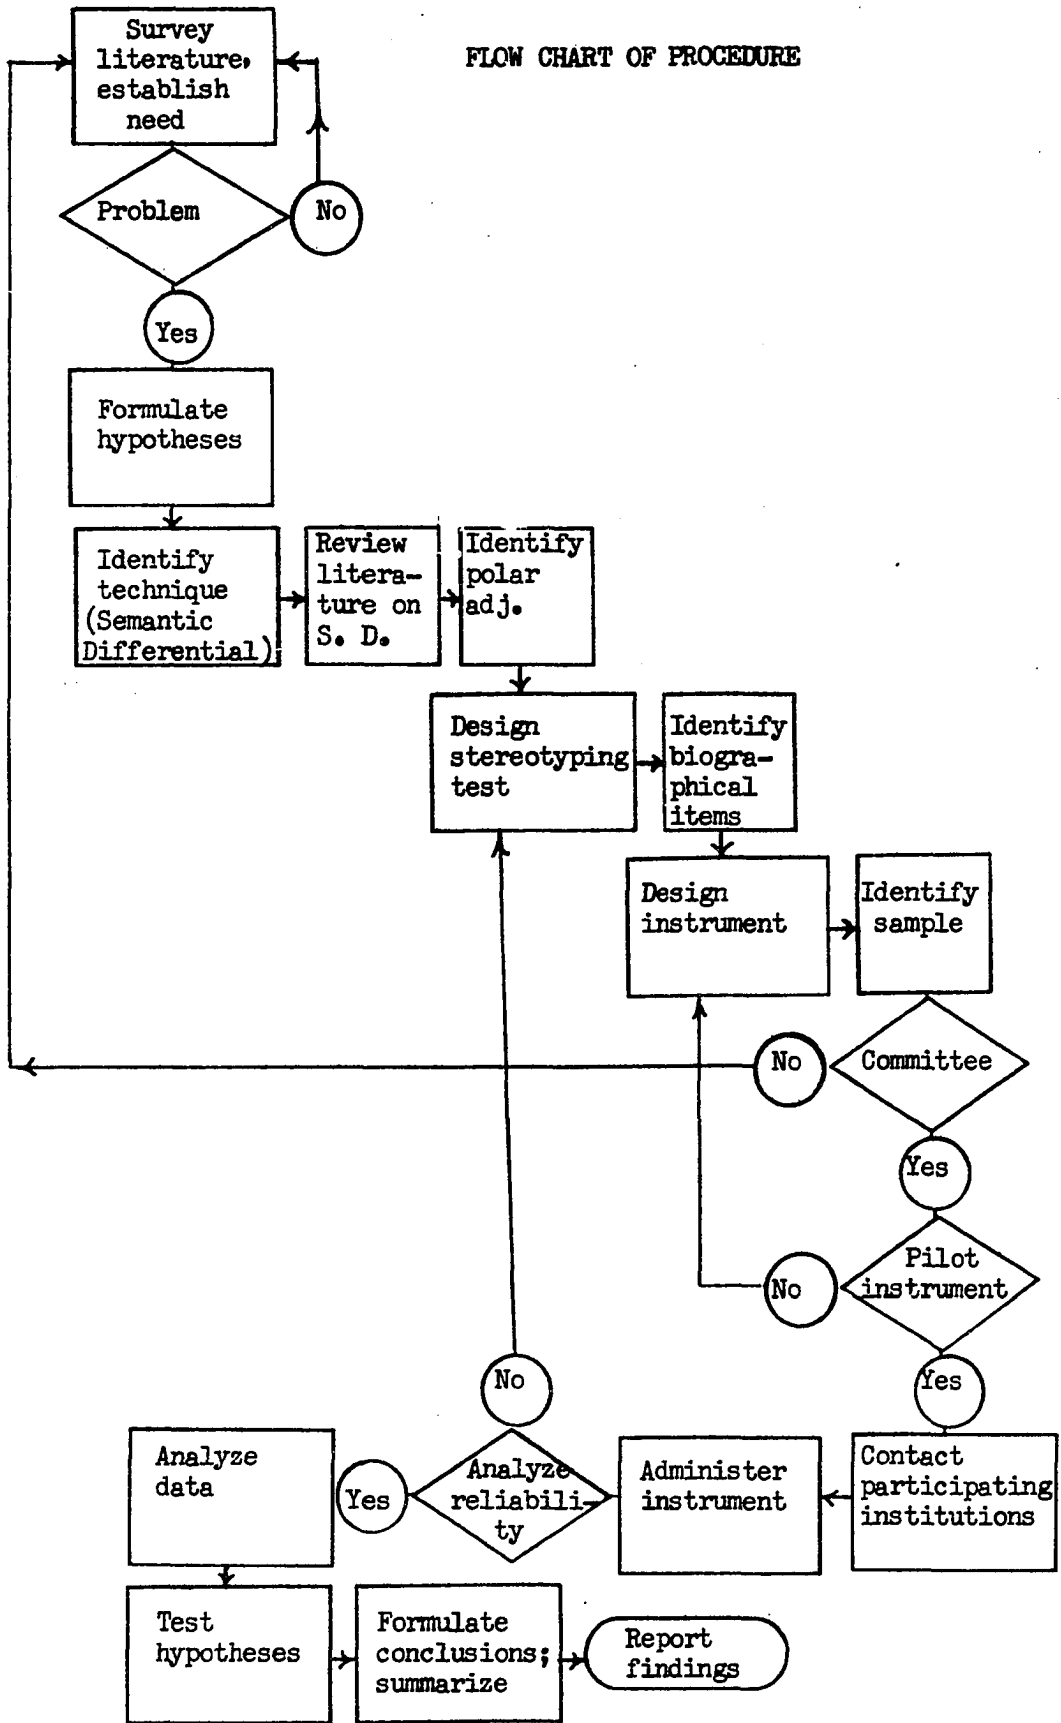 FLOW CHART OF PROCEDURE
Survey
literature,
establish
need
Problem
No
Yes
Formulate
hypotheses
Identify
technique
(Semantic
Differential)
Review
litera-
ture on
S. D.
Identify
polar
adj.
Design
stereotyping
test
Identify
biogra-
phical
items
Design
instrument
Identify
sample
Committee
No
Yes
Pilot
instrument
No
Yes
Contact
participating
institutions
Administer
instrument
Analyze
reliabili-
ty
No
Yes
Analyze
data
Test
hypotheses
Formulate
conclusions;
summarize
Report
findings